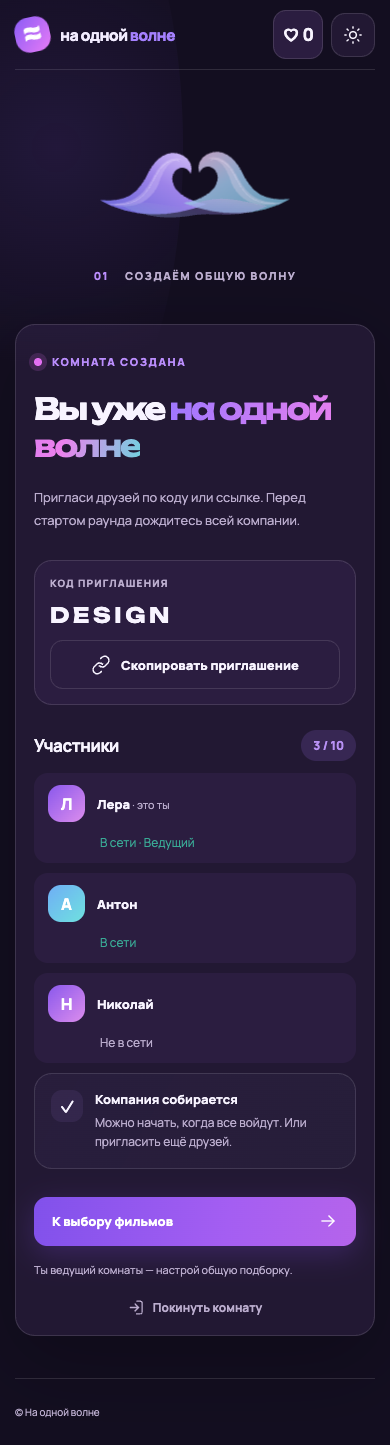 на одной волне
0
01 СОЗДАЁМ ОБЩУЮ ВОЛНУ
КОМНАТА СОЗДАНА
Вы уже на одной
волне
Пригласи друзей по коду или ссылке. Перед
стартом раунда дождитесь всей компании.
КОД ПРИГЛАШЕНИЯ
DESIGN
Скопировать приглашение
Участники
3 / 10
Л
Лера · это ты
В сети · Ведущий
А
Антон
В сети
Н
Николай
Не в сети
Компания собирается
Можно начать, когда все войдут. Или
пригласить ещё друзей.
К выбору фильмов
Ты ведущий комнаты — настрой общую подборку.
Покинуть комнату
© На одной волне